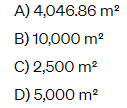 A) 4,046.86 m²
B) 10,000 m²
C) 2,500 m²
D) 5,000 m²